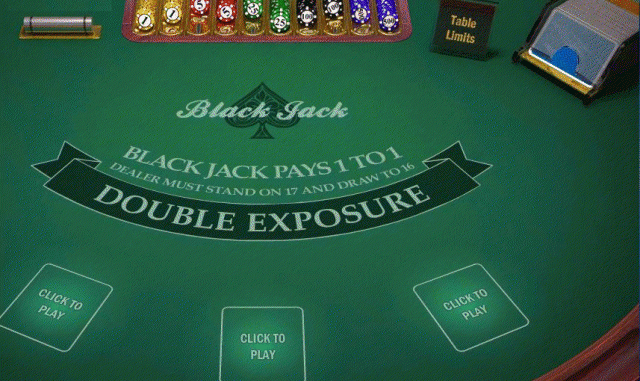 Table
Limits
Black Jack
BLACK JACK PAYS 1 TO 1
DEALER MUST STAND ON 17 AND DRAW TO 16
DOUBLE EXPOSURE
CLICK TO
PLAY
CLICK TO
PLAY
CLICK TO
PLAY